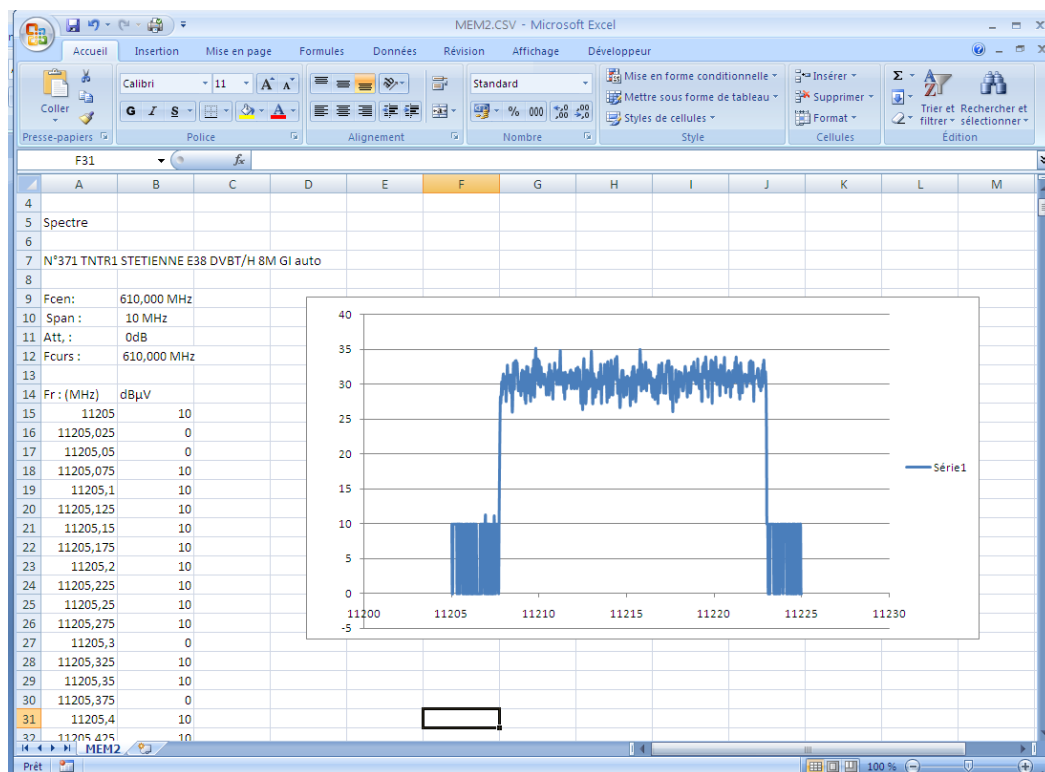 MEM2.CSV - Microsoft Excel
Accueil Insertion Mise en page Formules Données Révision Affichage Développeur
Coller
Calibri 11 A A
G I S A
Standard
% 000 ,0 ,00 ,00 ,0
Mise en forme conditionnelle
Mettre sous forme de tableau
Styles de cellules
Insérer
Supprimer
Format
Σ
Trier et filtrer
Rechercher et sélectionner
Presse-papiers Police Alignement Nombre Style Cellules Édition
F31 fx
A B C D E F G H I J K L M
4
5 Spectre
6
7 N°371 TNTR1 STETIENNE E38 DVBT/H 8M GI auto
8
9 Fcen: 610,000 MHz
10 Span : 10 MHz
11 Att, : 0dB
12 Fcurs : 610,000 MHz
13
14 Fr : (MHz) dBµV
15 11205 10
16 11205,025 0
17 11205,05 0
18 11205,075 10
19 11205,1 10
20 11205,125 10
21 11205,15 10
22 11205,175 10
23 11205,2 10
24 11205,225 10
25 11205,25 10
26 11205,275 10
27 11205,3 0
28 11205,325 10
29 11205,35 10
30 11205,375 0
31 11205,4 10
32 11205,425 10
40
35
30
25
20
15
10
5
0
-5
11200 11205 11210 11215 11220 11225 11230
Série1
MEM2
Prêt 100 %